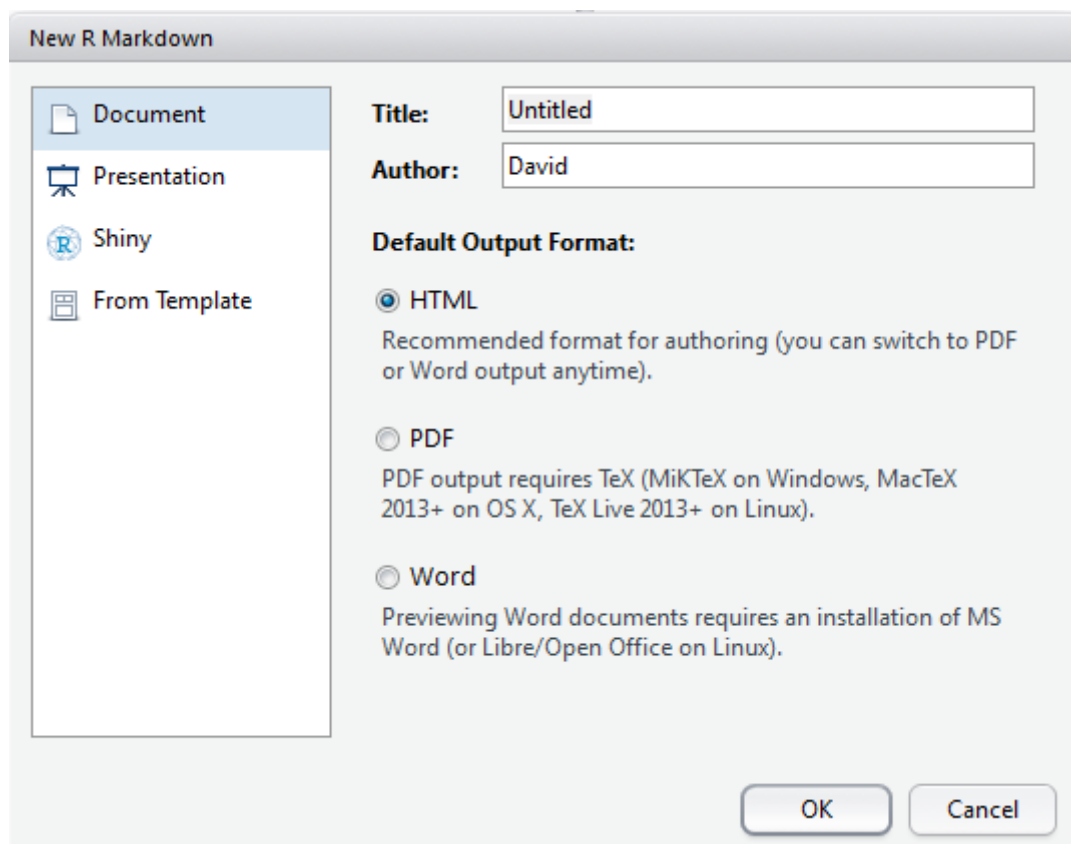 New R Markdown
Document
Presentation
Shiny
From Template
Title:
Untitled
Author:
David
Default Output Format:
HTML
Recommended format for authoring (you can switch to PDF
or Word output anytime).
PDF
PDF output requires TeX (MiKTeX on Windows, MacTeX
2013+ on OS X, TeX Live 2013+ on Linux).
Word
Previewing Word documents requires an installation of MS
Word (or Libre/Open Office on Linux).
OK
Cancel